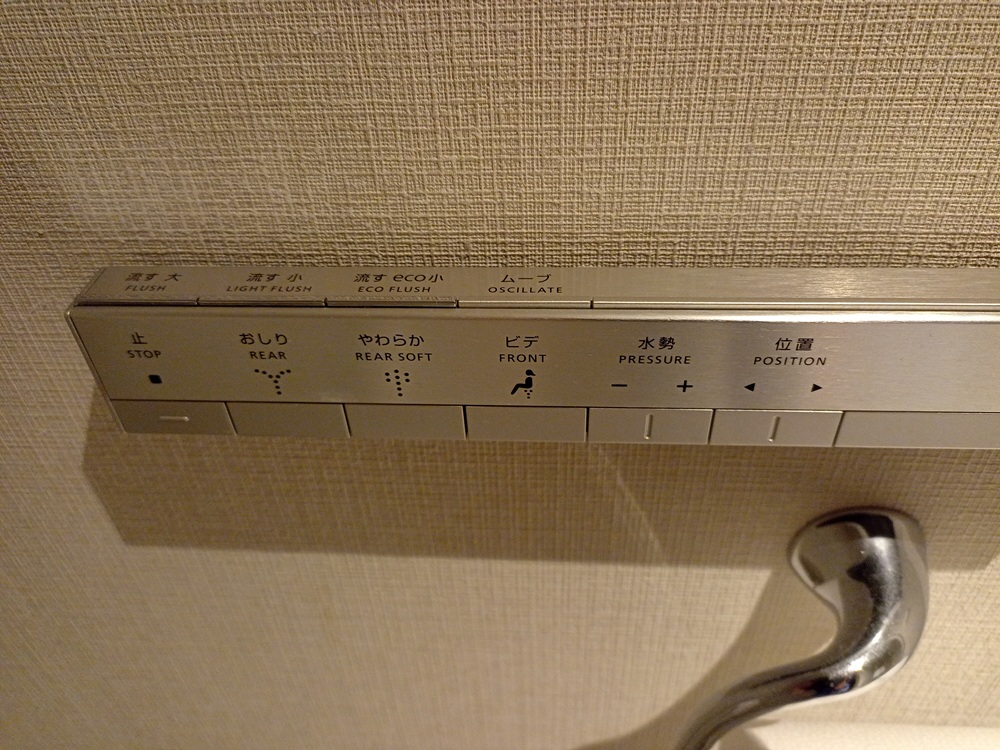 流す 大 流す 小 流す eco小 ムーブ
FLUSH LIGHT FLUSH ECO FLUSH OSCILLATE
止 おしり やわらか ビデ 水勢 位置
STOP REAR REAR SOFT FRONT PRESSURE POSITION
− + ◀ ▶